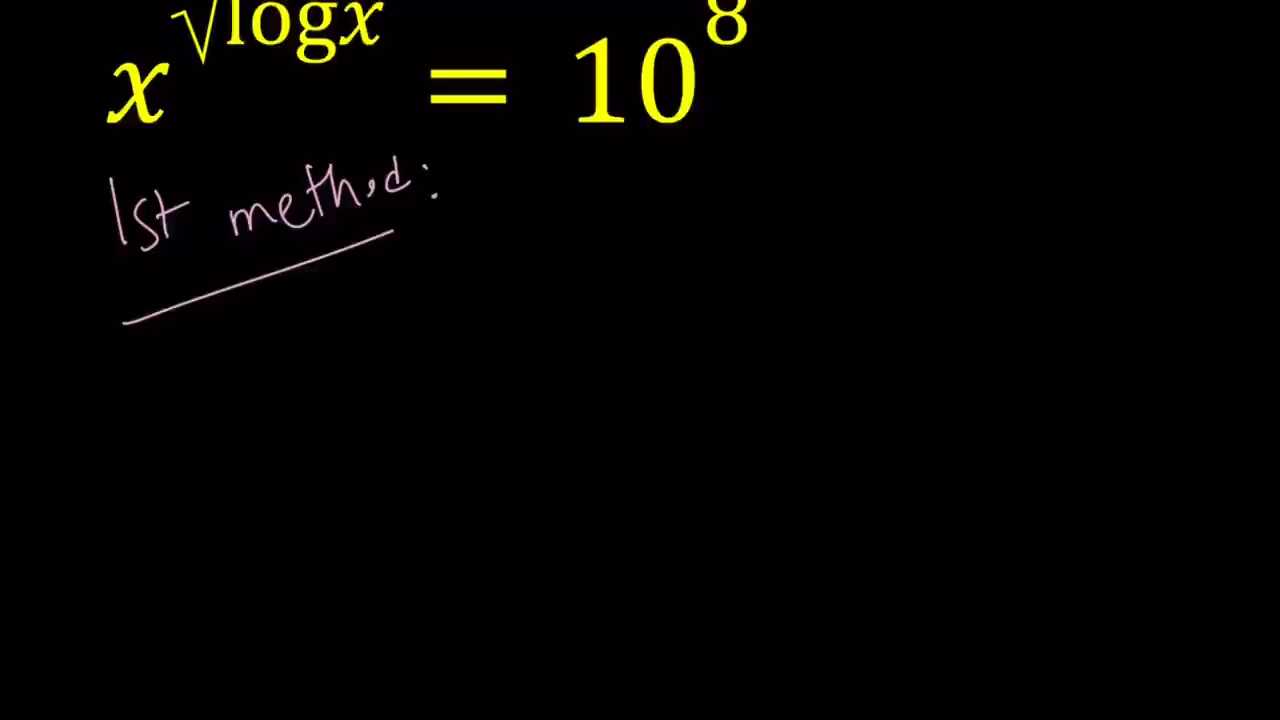 x^√logx = 10^8
1st method: